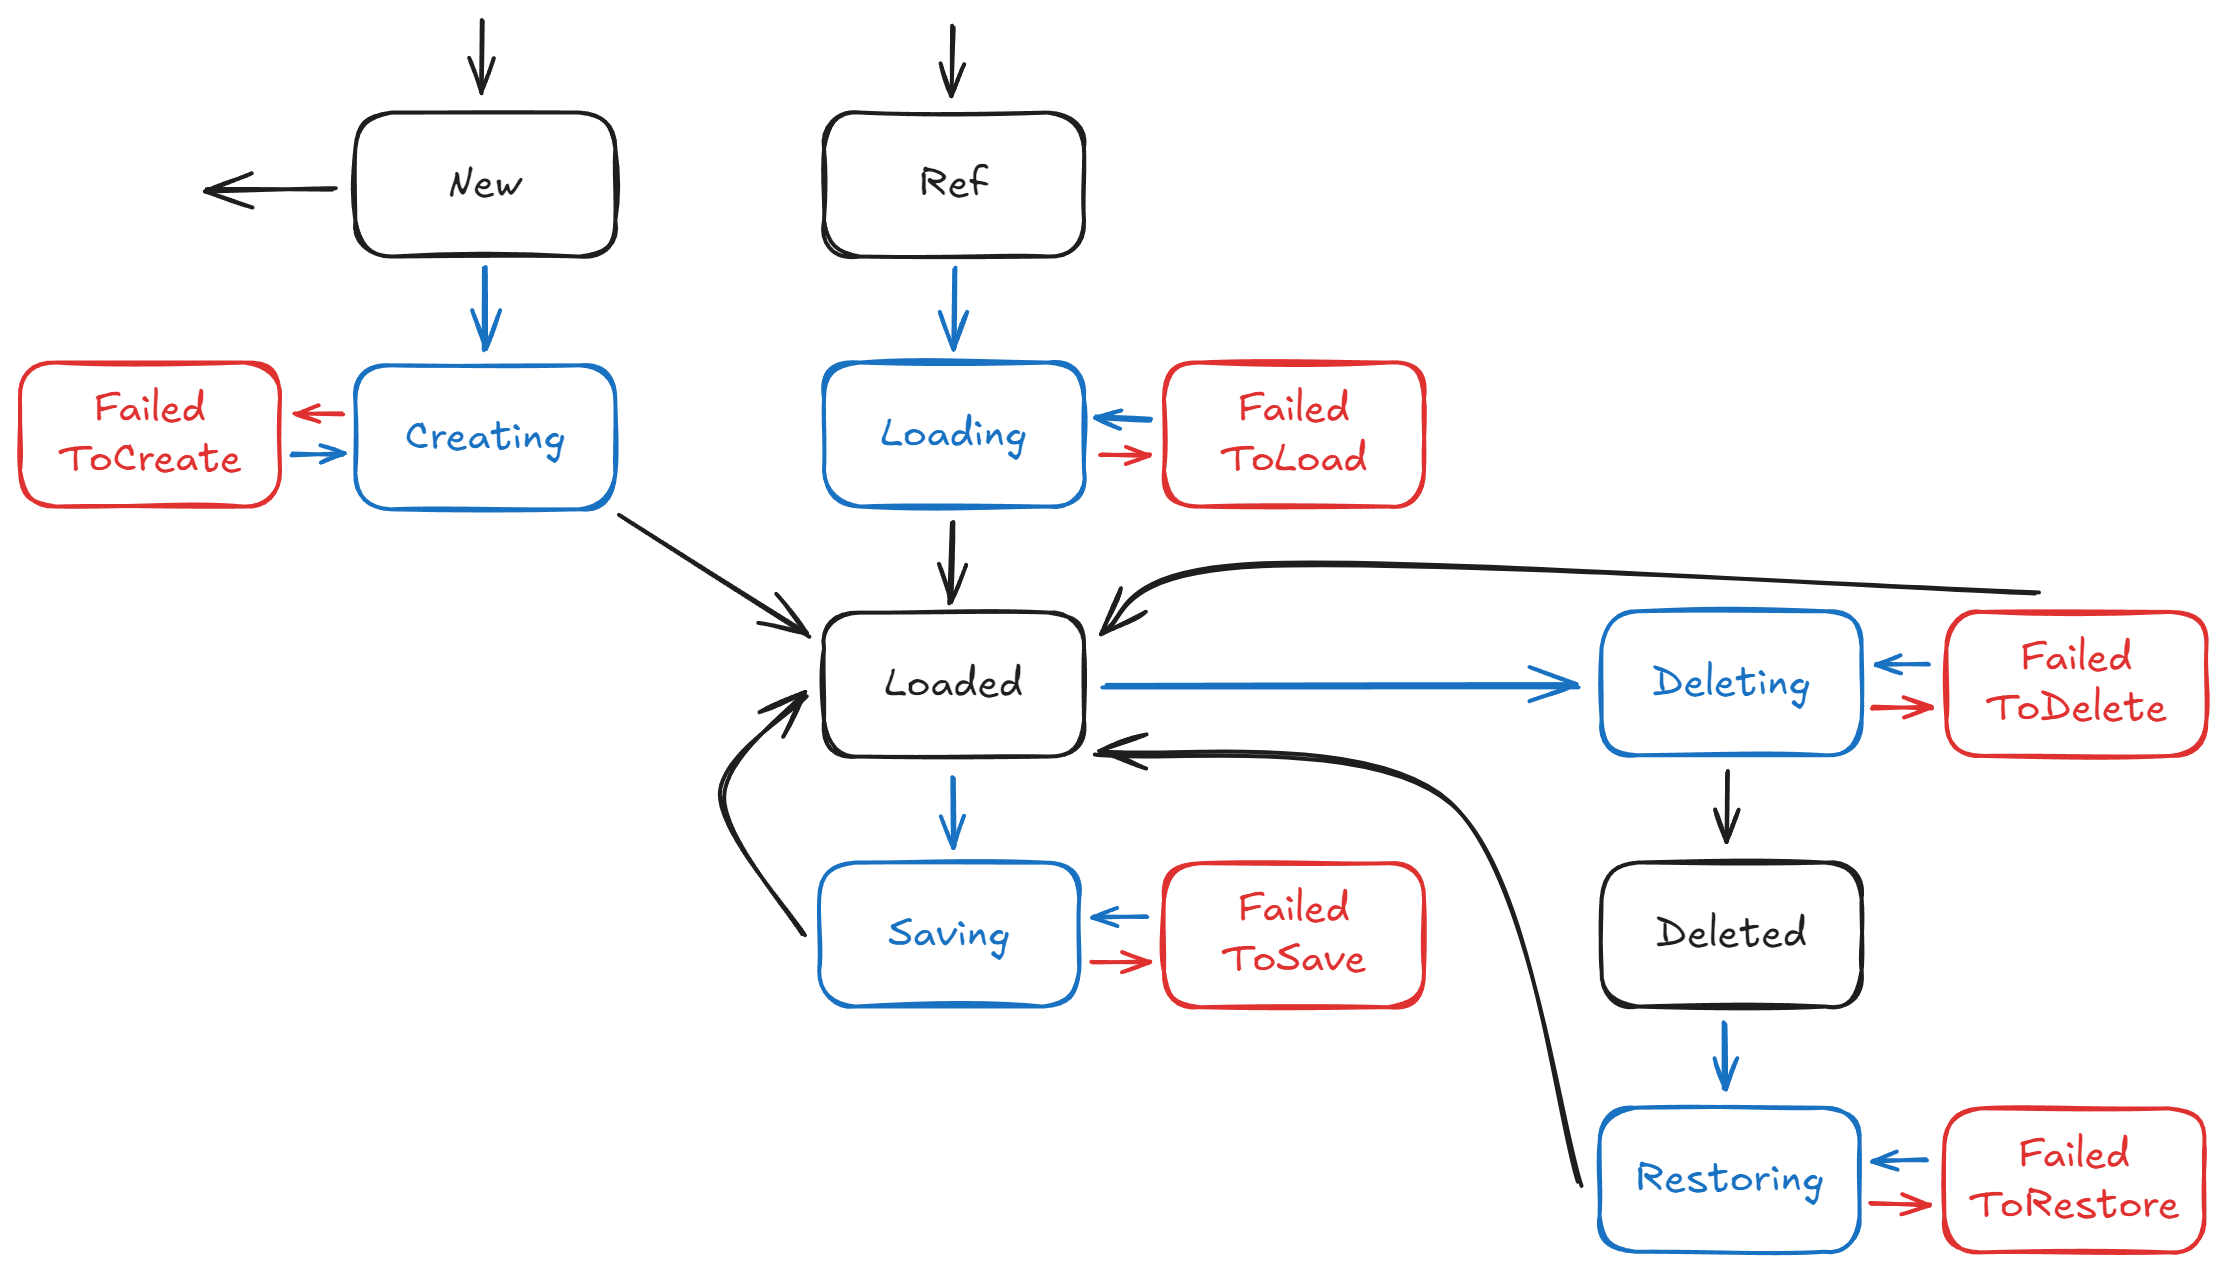 New
Ref
Failed
ToCreate
Creating
Loading
Failed
ToLoad
Loaded
Deleting
Failed
ToDelete
Saving
Failed
ToSave
Deleted
Restoring
Failed
ToRestore